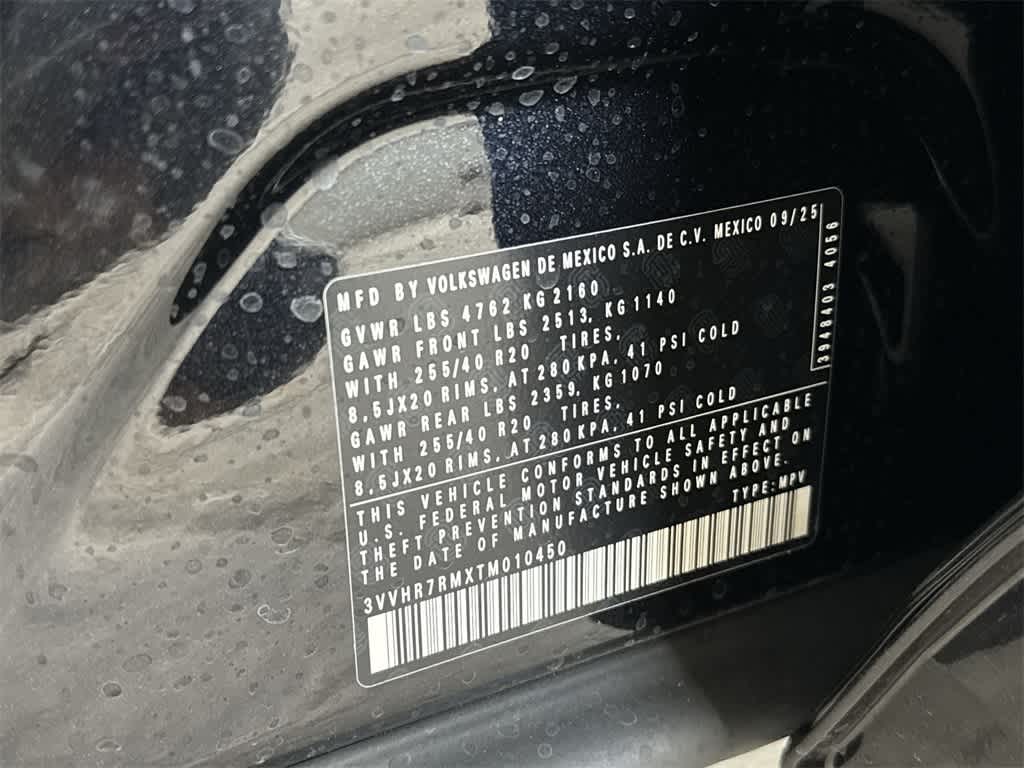 MFD BY VOLKSWAGEN DE MEXICO S.A. DE C.V. MEXICO 09/25
GVWR LBS 4762 KG 2160
GAWR FRONT LBS 2513, KG 1140
WITH 255/40 R20 TIRES,
8,5JX20 RIMS, AT 280 KPA, 41 PSI COLD
GAWR REAR LBS 2359, KG 1070
WITH 255/40 R20 TIRES,
8,5JX20 RIMS, AT 280 KPA, 41 PSI COLD
THIS VEHICLE CONFORMS TO ALL APPLICABLE
U.S. FEDERAL MOTOR VEHICLE SAFETY AND
THEFT PREVENTION STANDARDS IN EFFECT ON
THE DATE OF MANUFACTURE SHOWN ABOVE.
3VVHR7RMXTM010450 TYPE: MPV
3948403 4056